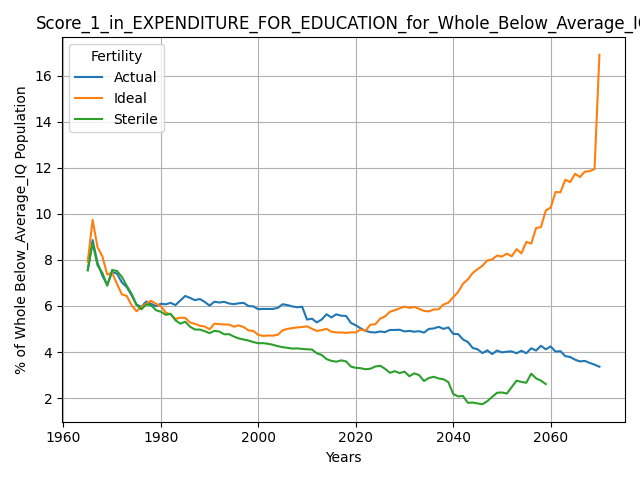 Score_1_in_EXPENDITURE_FOR_EDUCATION_for_Whole_Below_Average_IQ
Fertility
Actual
Ideal
Sterile
% of Whole Below_Average_IQ Population
16
14
12
10
8
6
4
2
1960 1980 2000 2020 2040 2060
Years